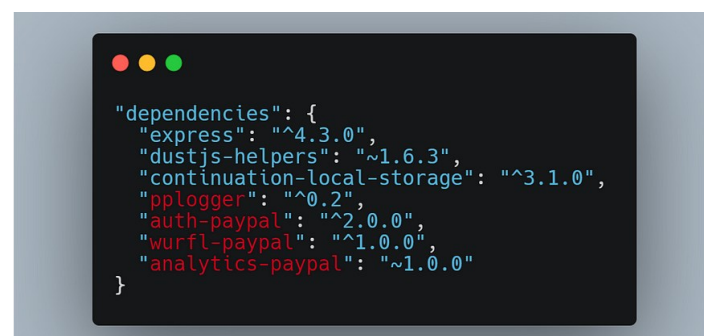 "dependencies": {
"express": "^4.3.0",
"dustjs-helpers": "~1.6.3",
"continuation-local-storage": "^3.1.0",
"pplogger": "^0.2",
"auth-paypal": "^2.0.0",
"wurfl-paypal": "^1.0.0",
"analytics-paypal": "~1.0.0"
}